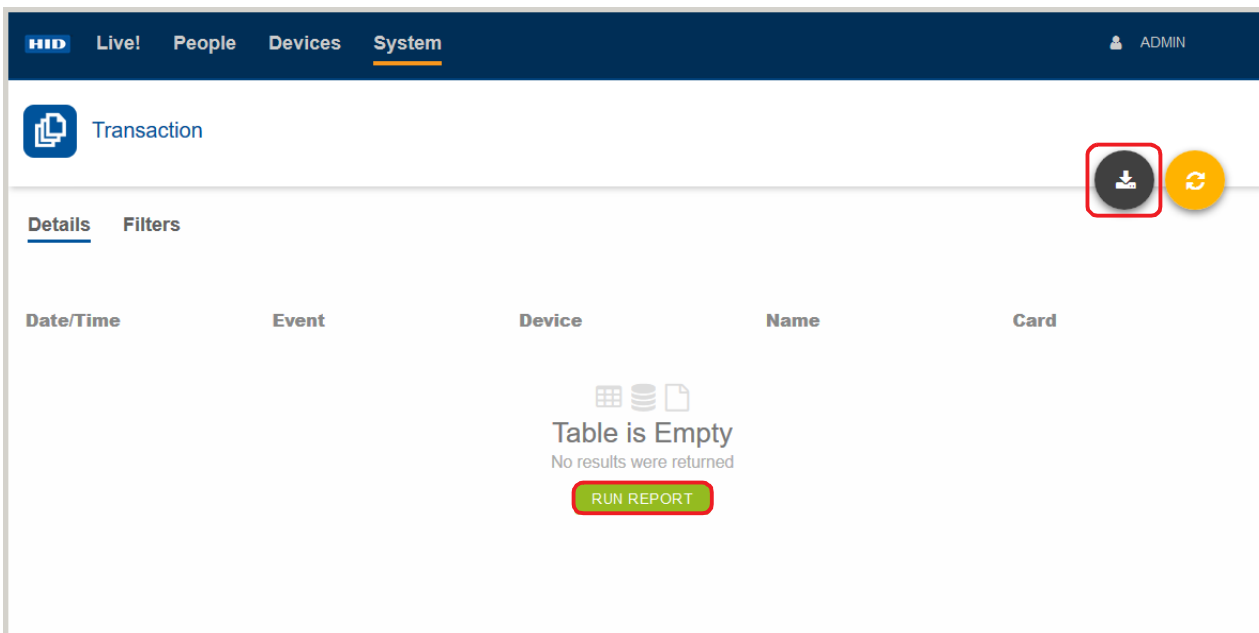 HID Live! People Devices System ADMIN
Transaction
Details Filters
Date/Time Event Device Name Card
Table is Empty
No results were returned
RUN REPORT